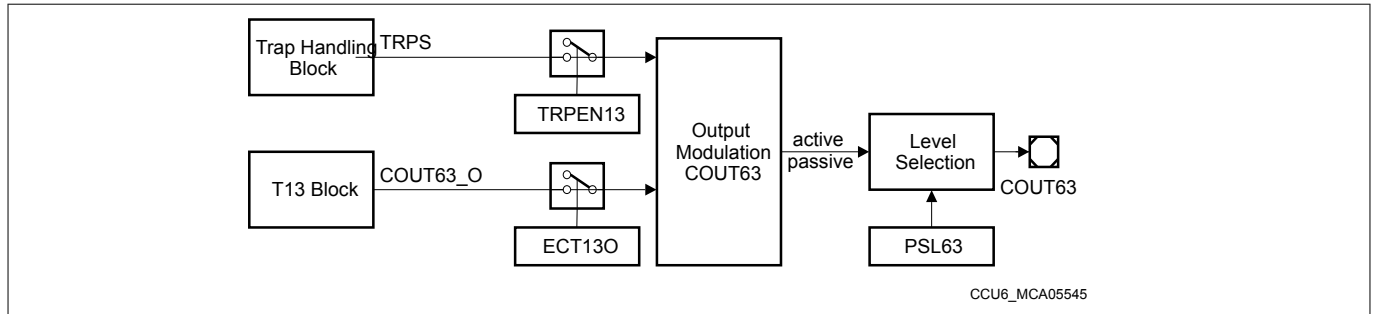 Trap Handling
Block
TRPS
TRPEN13
T13 Block
COUT63_O
ECT13O
Output
Modulation
COUT63
active
passive
Level
Selection
COUT63
PSL63
CCU6_MCA05545